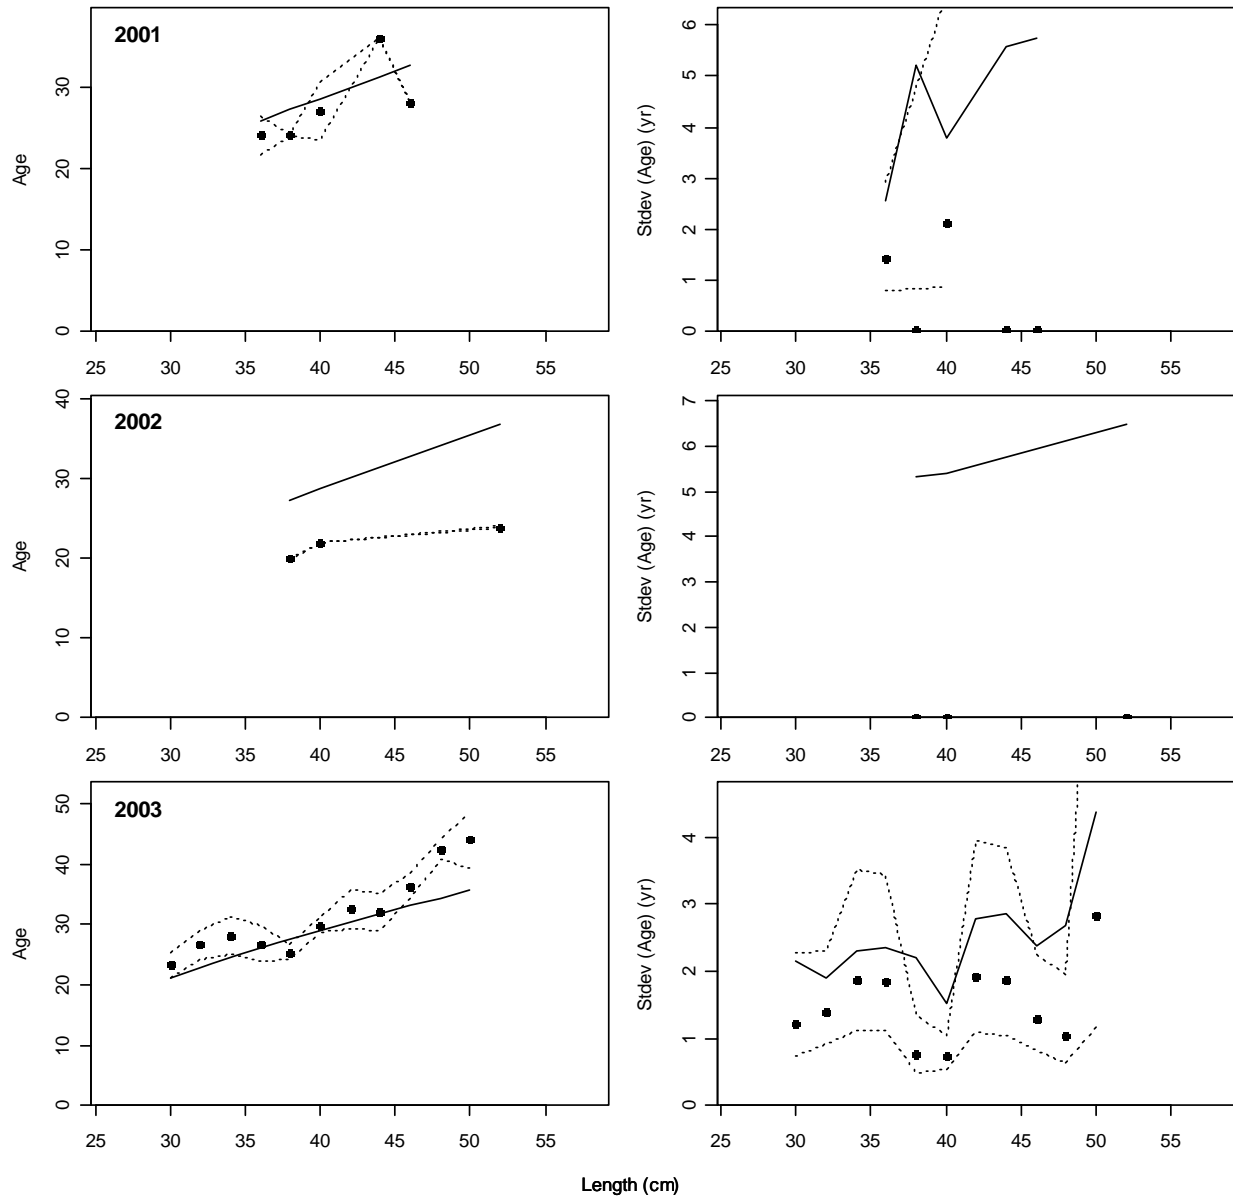 2001
Age
0 10 20 30
25 30 35 40 45 50 55
Stdev (Age) (yr)
0 1 2 3 4 5 6
25 30 35 40 45 50 55
2002
Age
0 10 20 30 40
25 30 35 40 45 50 55
Stdev (Age) (yr)
0 1 2 3 4 5 6 7
25 30 35 40 45 50 55
2003
Age
0 10 20 30 40 50
25 30 35 40 45 50 55
Stdev (Age) (yr)
0 1 2 3 4
25 30 35 40 45 50 55
Length (cm)